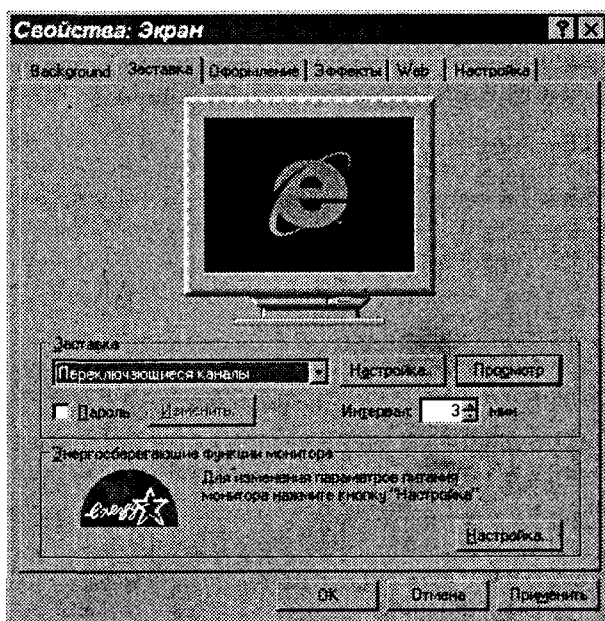 Свойства: Экран
Background Заставка Оформление Эффекты Web Настройка
Заставка
Переключающиеся каналы Настройка... Просмотр
Пароль Изменить... Интервал: 3 мин
Энергосберегающие функции монитора
Для изменения параметров питания
монитора нажмите кнопку "Настройка".
energy
Настройка...
OK Отмена Применить